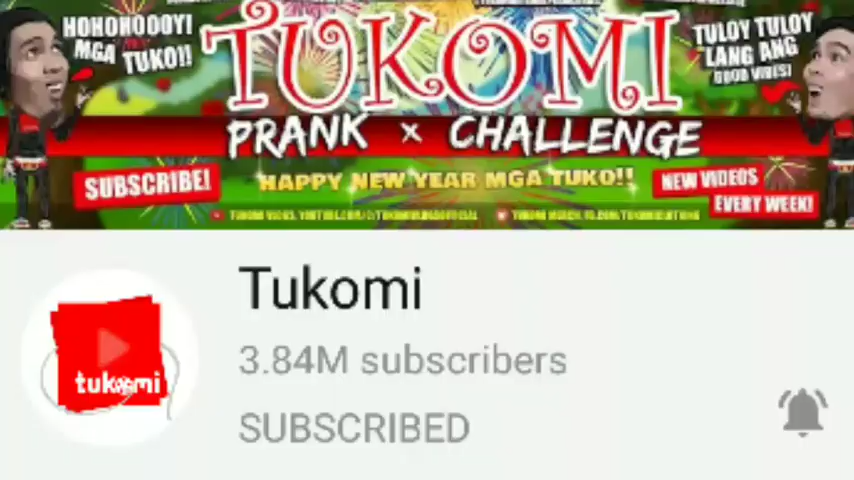 HOHOHODOY!
MGA TUKO!!
TUKOMI
TULOY TULOY
LANG ANG
GOOD VIBES!
PRANK x CHALLENGE
SUBSCRIBE!
HAPPY NEW YEAR MGA TUKO!!
NEW VIDEOS
EVERY WEEK!
Tukomi
tukomi
3.84M subscribers
SUBSCRIBED